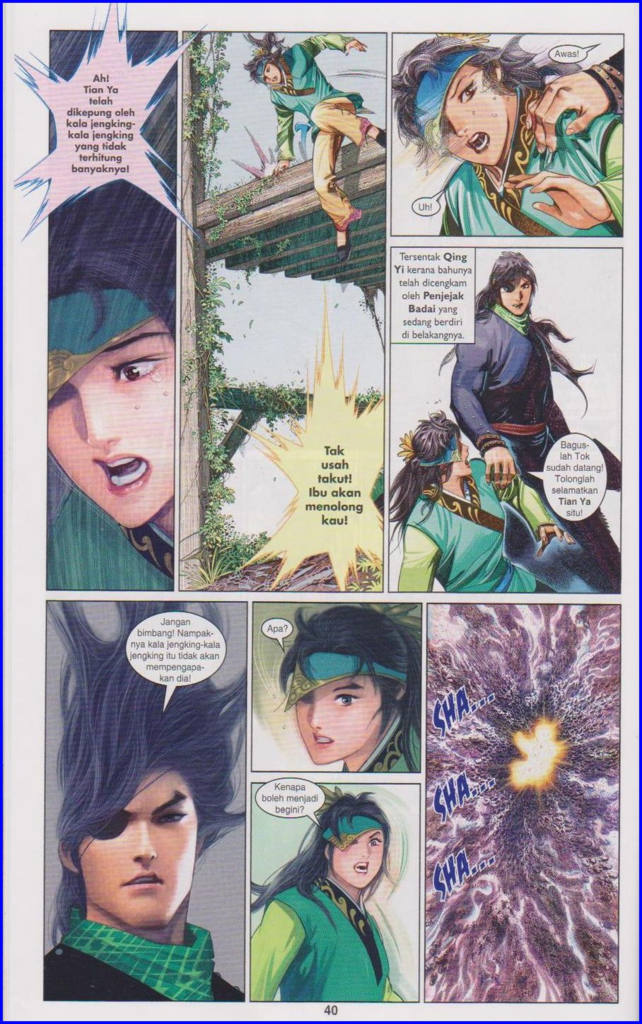 Ah!
Tian Ya
telah
dikepung oleh
kala jengking-
kala jengking
yang tidak
terhitung
banyaknya!
Tak
usah
takut!
Ibu akan
menolong
kau!
Awas!
Uh!
Tersentak Qing
Yi kerana bahunya
telah dicengkam
oleh Penjejak
Badai yang
sedang berdiri
di belakangnya.
Bagus-
lah Tok
sudah datang!
Tolonglah
selamatkan
Tian Ya
situ!
Jangan
bimbang! Nampak-
nya kala jengking-kala
jengking itu tidak akan
mempengapa-
kan dia!
Apa?
Kenapa
boleh menjadi
begini?
SHA...
SHA...
SHA...
40